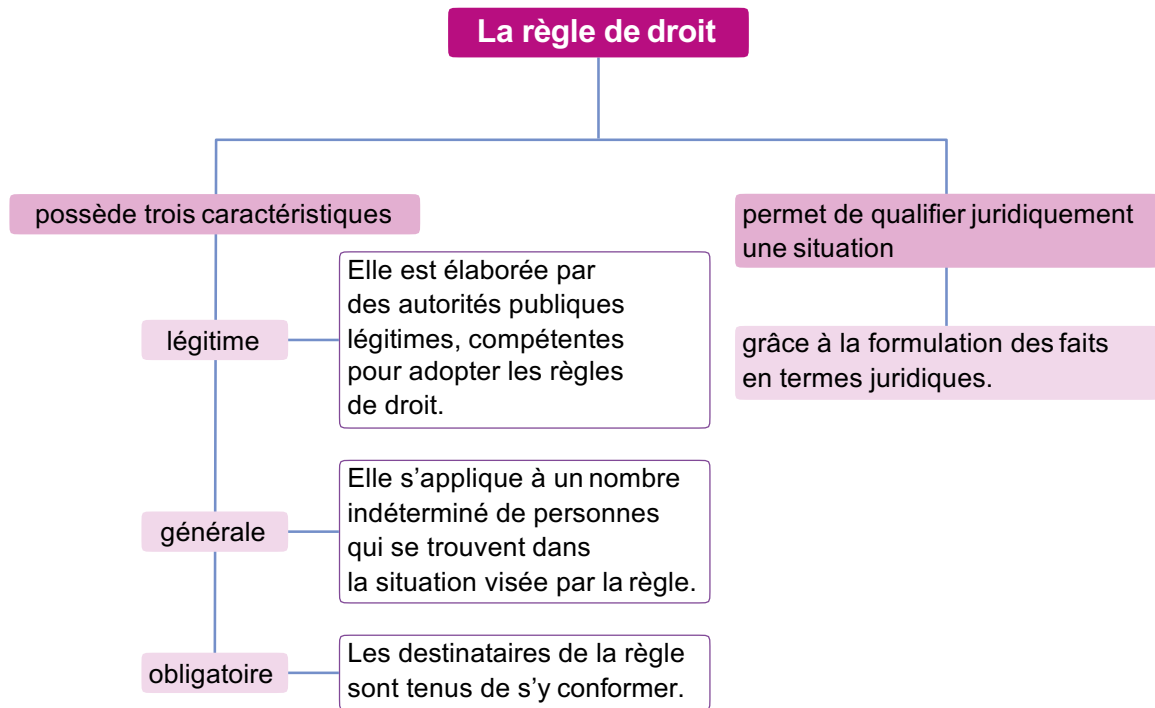 La règle de droit
possède trois caractéristiques
légitime
Elle est élaborée par
des autorités publiques
légitimes, compétentes
pour adopter les règles
de droit.
générale
Elle s’applique à un nombre
indéterminé de personnes
qui se trouvent dans
la situation visée par la règle.
obligatoire
Les destinataires de la règle
sont tenus de s’y conformer.
permet de qualifier juridiquement
une situation
grâce à la formulation des faits
en termes juridiques.